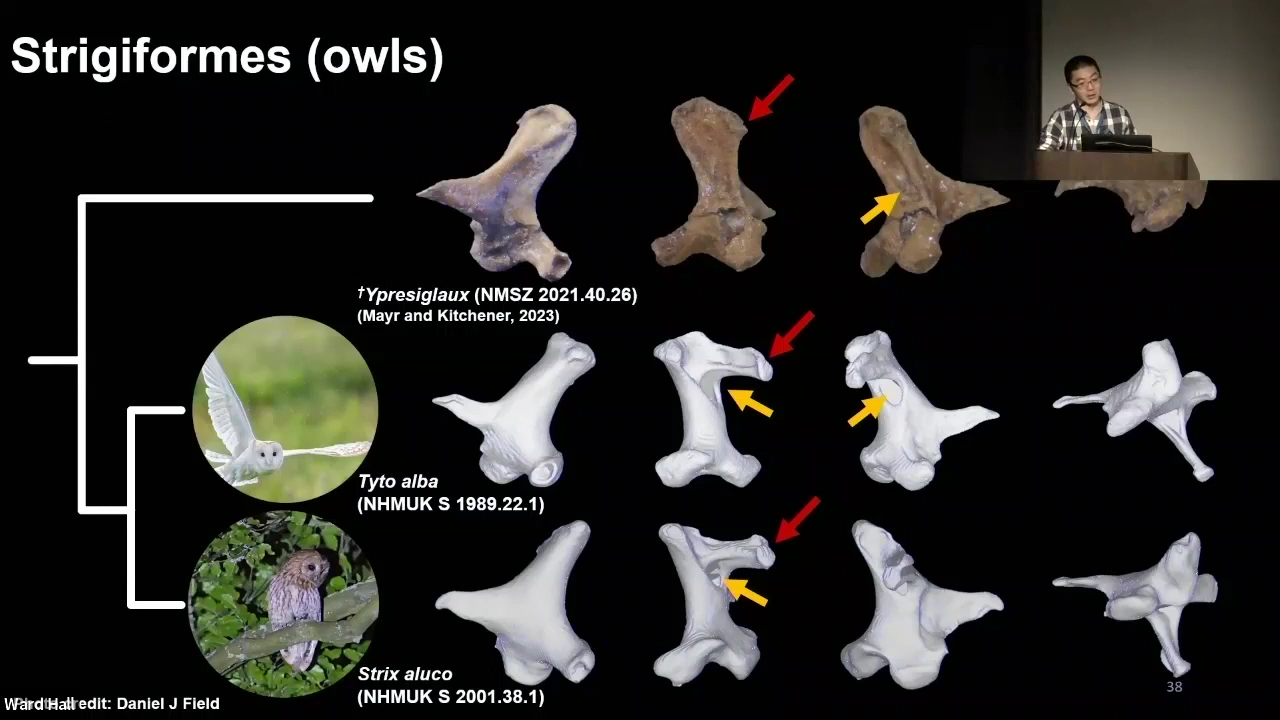 Strigiformes (owls)
†Ypresiglaux (NMSZ 2021.40.26)
(Mayr and Kitchener, 2023)
Tyto alba
(NHMUK S 1989.22.1)
Strix aluco
(NHMUK S 2001.38.1)
38
Ward Hall edit: Daniel J Field